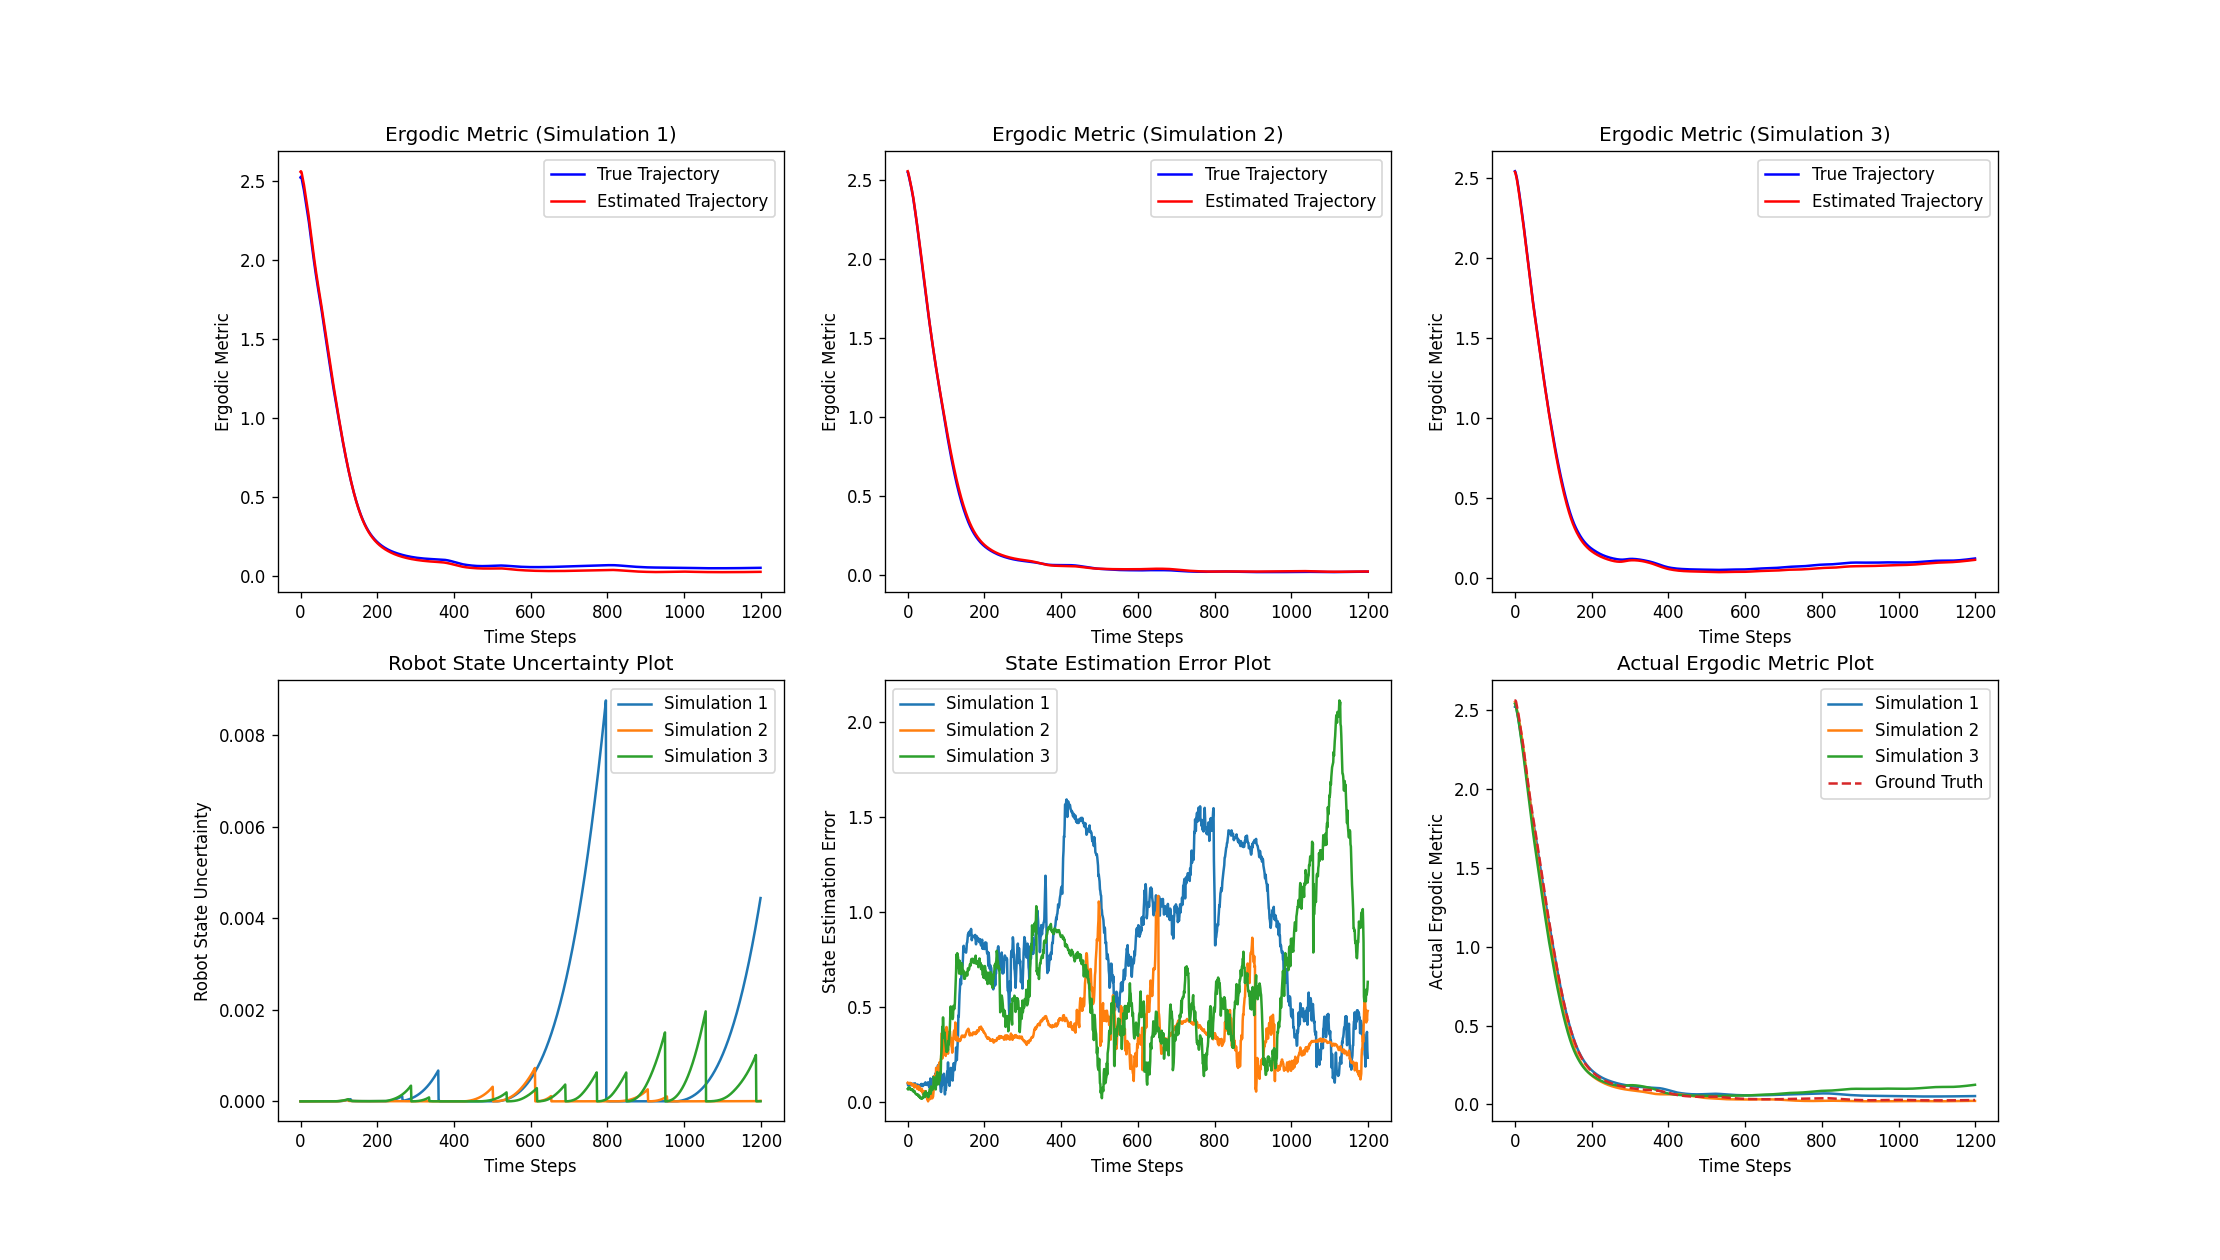 Ergodic Metric (Simulation 1)
True Trajectory
Estimated Trajectory
Ergodic Metric
2.5
2.0
1.5
1.0
0.5
0.0
0 200 400 600 800 1000 1200
Time Steps
Ergodic Metric (Simulation 2)
True Trajectory
Estimated Trajectory
Ergodic Metric
2.5
2.0
1.5
1.0
0.5
0.0
0 200 400 600 800 1000 1200
Time Steps
Ergodic Metric (Simulation 3)
True Trajectory
Estimated Trajectory
Ergodic Metric
2.5
2.0
1.5
1.0
0.5
0.0
0 200 400 600 800 1000 1200
Time Steps
Robot State Uncertainty Plot
Simulation 1
Simulation 2
Simulation 3
Robot State Uncertainty
0.008
0.006
0.004
0.002
0.000
0 200 400 600 800 1000 1200
Time Steps
State Estimation Error Plot
Simulation 1
Simulation 2
Simulation 3
State Estimation Error
2.0
1.5
1.0
0.5
0.0
0 200 400 600 800 1000 1200
Time Steps
Actual Ergodic Metric Plot
Simulation 1
Simulation 2
Simulation 3
Ground Truth
Actual Ergodic Metric
2.5
2.0
1.5
1.0
0.5
0.0
0 200 400 600 800 1000 1200
Time Steps